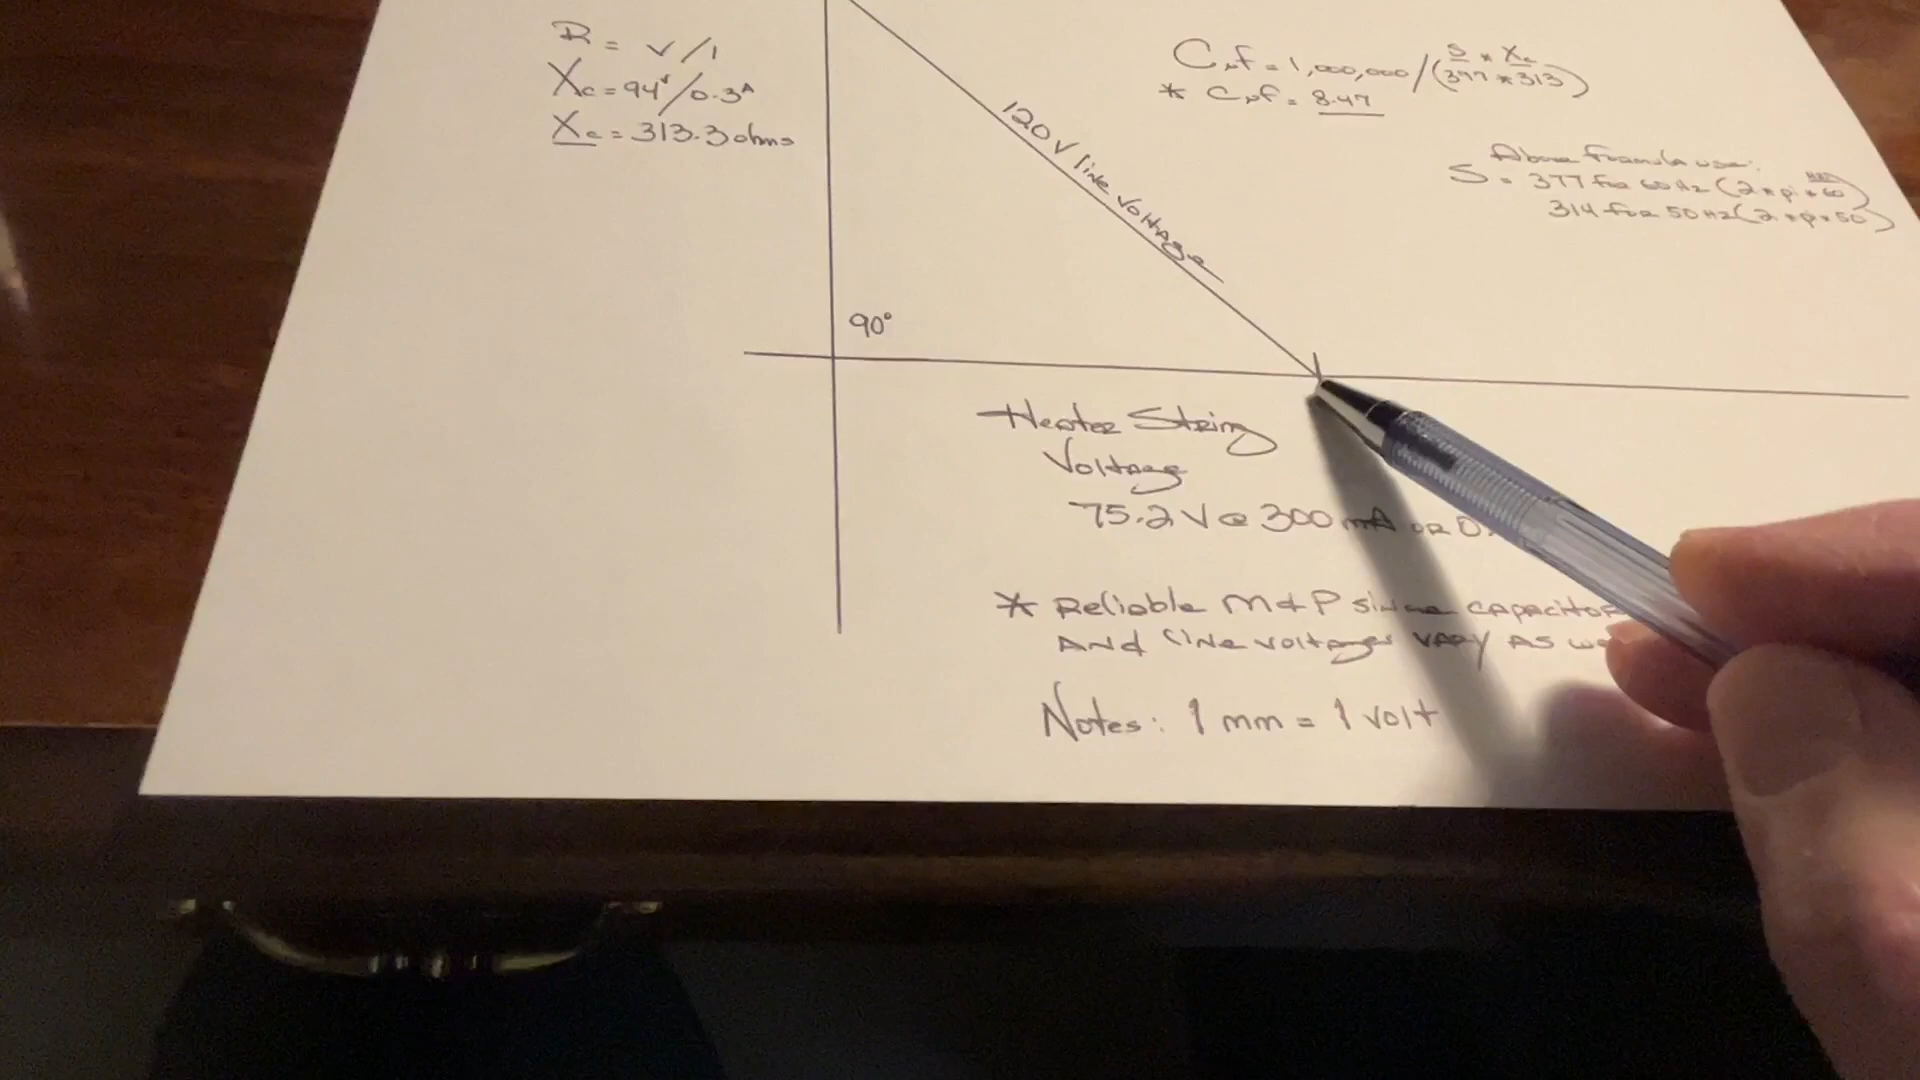 R = V/I
Xc = 94v/0.3A
Xc = 313.3 ohms
120 V line voltage
90°
Cµf = 1,000,000/(377 * 313)
S * Xc
* Cµf = 8.47
Above Formula use:
S = 377 for 60 Hz (2 * pi * 60)
314 for 50 Hz (2 * pi * 50)
Heater String
Voltage
75.2 V @ 300 mA or 0.
* Reliable M&P since capacitor
And line voltages vary as
Notes: 1 mm = 1 volt